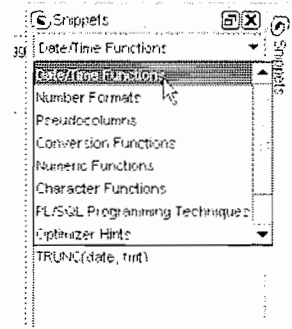 Snippets
Date/Time Functions
Snippets
Date/Time Functions
Number Formats
Pseudocolumns
Conversion Functions
Numeric Functions
Character Functions
PL/SQL Programming Techniques
Optimizer Hints
TRUNC(date, fmt)